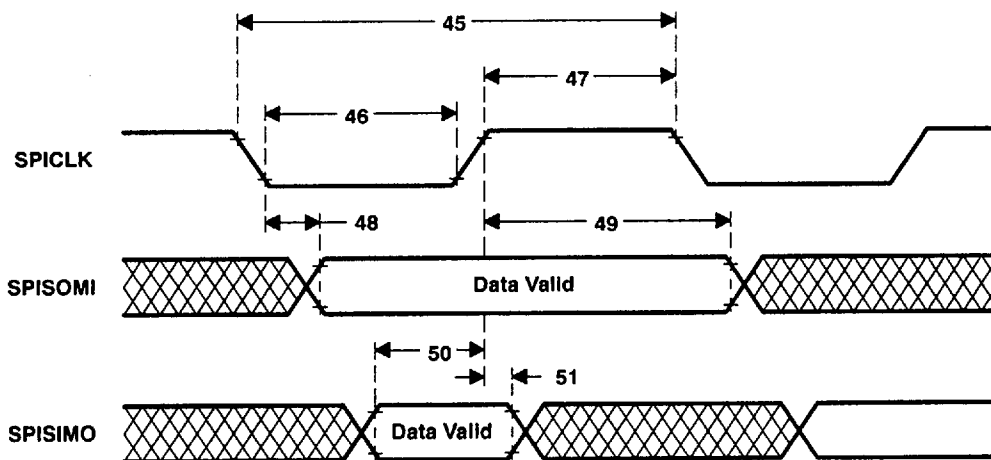 45
47
46
SPICLK
48
49
SPISOMI
Data Valid
50
51
SPISIMO
Data Valid